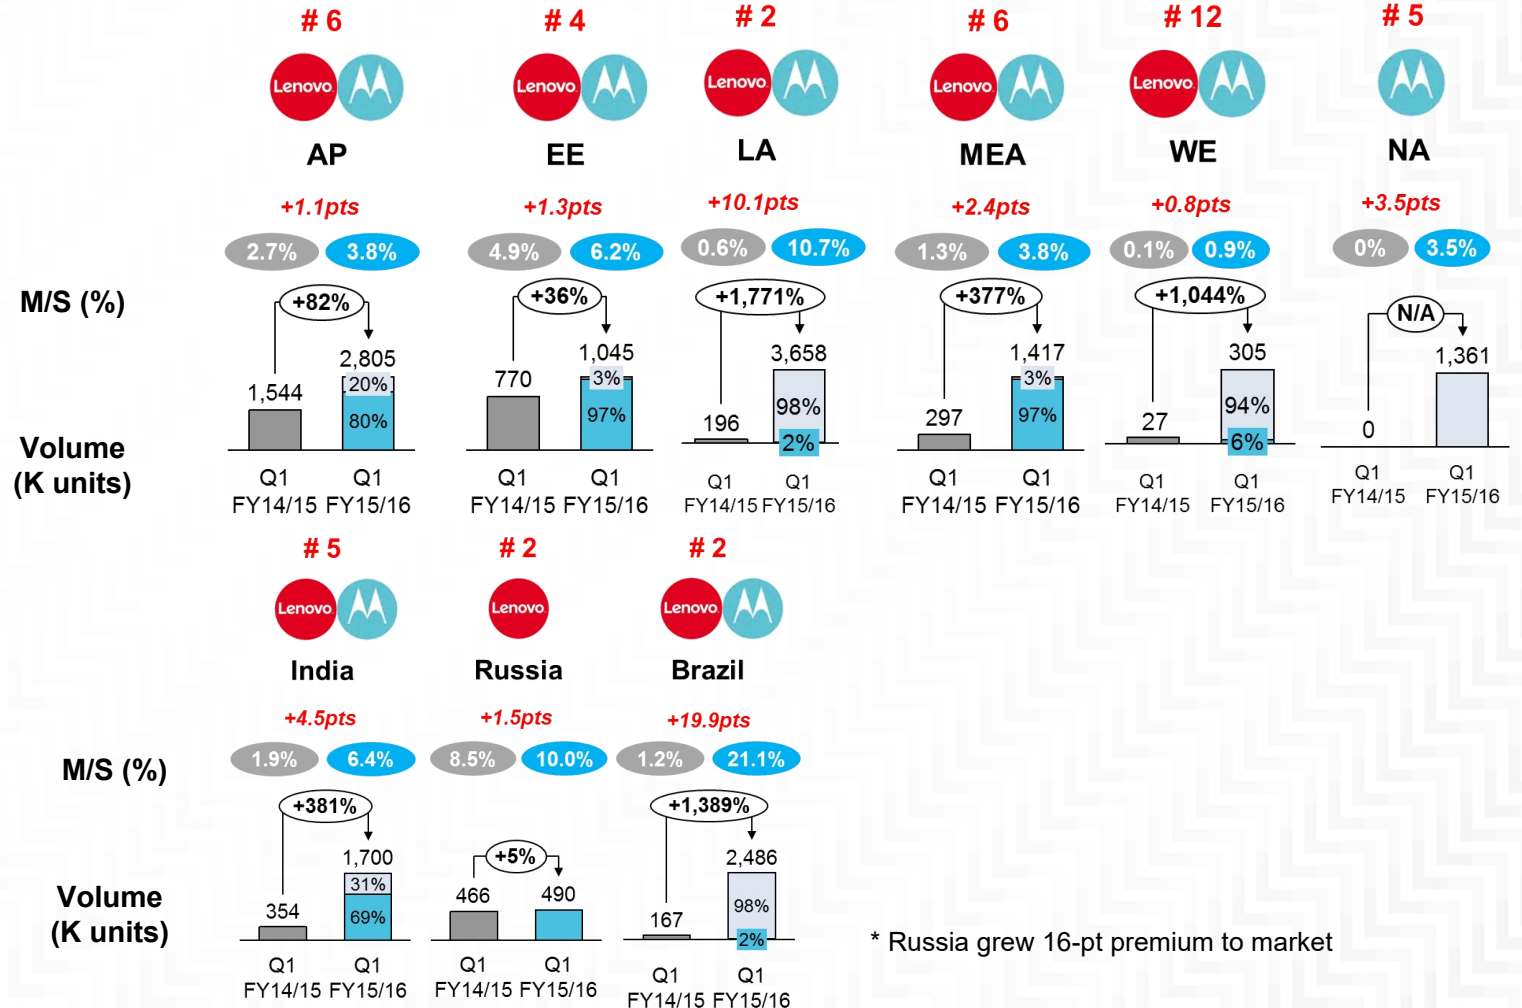 # 6
# 4
# 2
# 6
# 12
# 5
Lenovo
Lenovo
Lenovo
Lenovo
Lenovo
AP
EE
LA
MEA
WE
NA
+1.1pts
+1.3pts
+10.1pts
+2.4pts
+0.8pts
+3.5pts
M/S (%)
2.7% 3.8%
4.9% 6.2%
0.6% 10.7%
1.3% 3.8%
0.1% 0.9%
0% 3.5%
+82%
+36%
+1,771%
+377%
+1,044%
N/A
Volume
(K units)
1,544
2,805
20%
80%
Q1
FY14/15
Q1
FY15/16
770
1,045
3%
97%
Q1
FY14/15
Q1
FY15/16
196
3,658
98%
2%
Q1
FY14/15
Q1
FY15/16
297
1,417
3%
97%
Q1
FY14/15
Q1
FY15/16
27
305
94%
6%
Q1
FY14/15
Q1
FY15/16
0
1,361
Q1
FY14/15
Q1
FY15/16
# 5
# 2
# 2
Lenovo
Lenovo
Lenovo
India
Russia
Brazil
+4.5pts
+1.5pts
+19.9pts
M/S (%)
1.9% 6.4%
8.5% 10.0%
1.2% 21.1%
+381%
+5%
+1,389%
Volume
(K units)
354
1,700
31%
69%
Q1
FY14/15
Q1
FY15/16
466
490
Q1
FY14/15
Q1
FY15/16
167
2,486
98%
2%
Q1
FY14/15
Q1
FY15/16
* Russia grew 16-pt premium to market